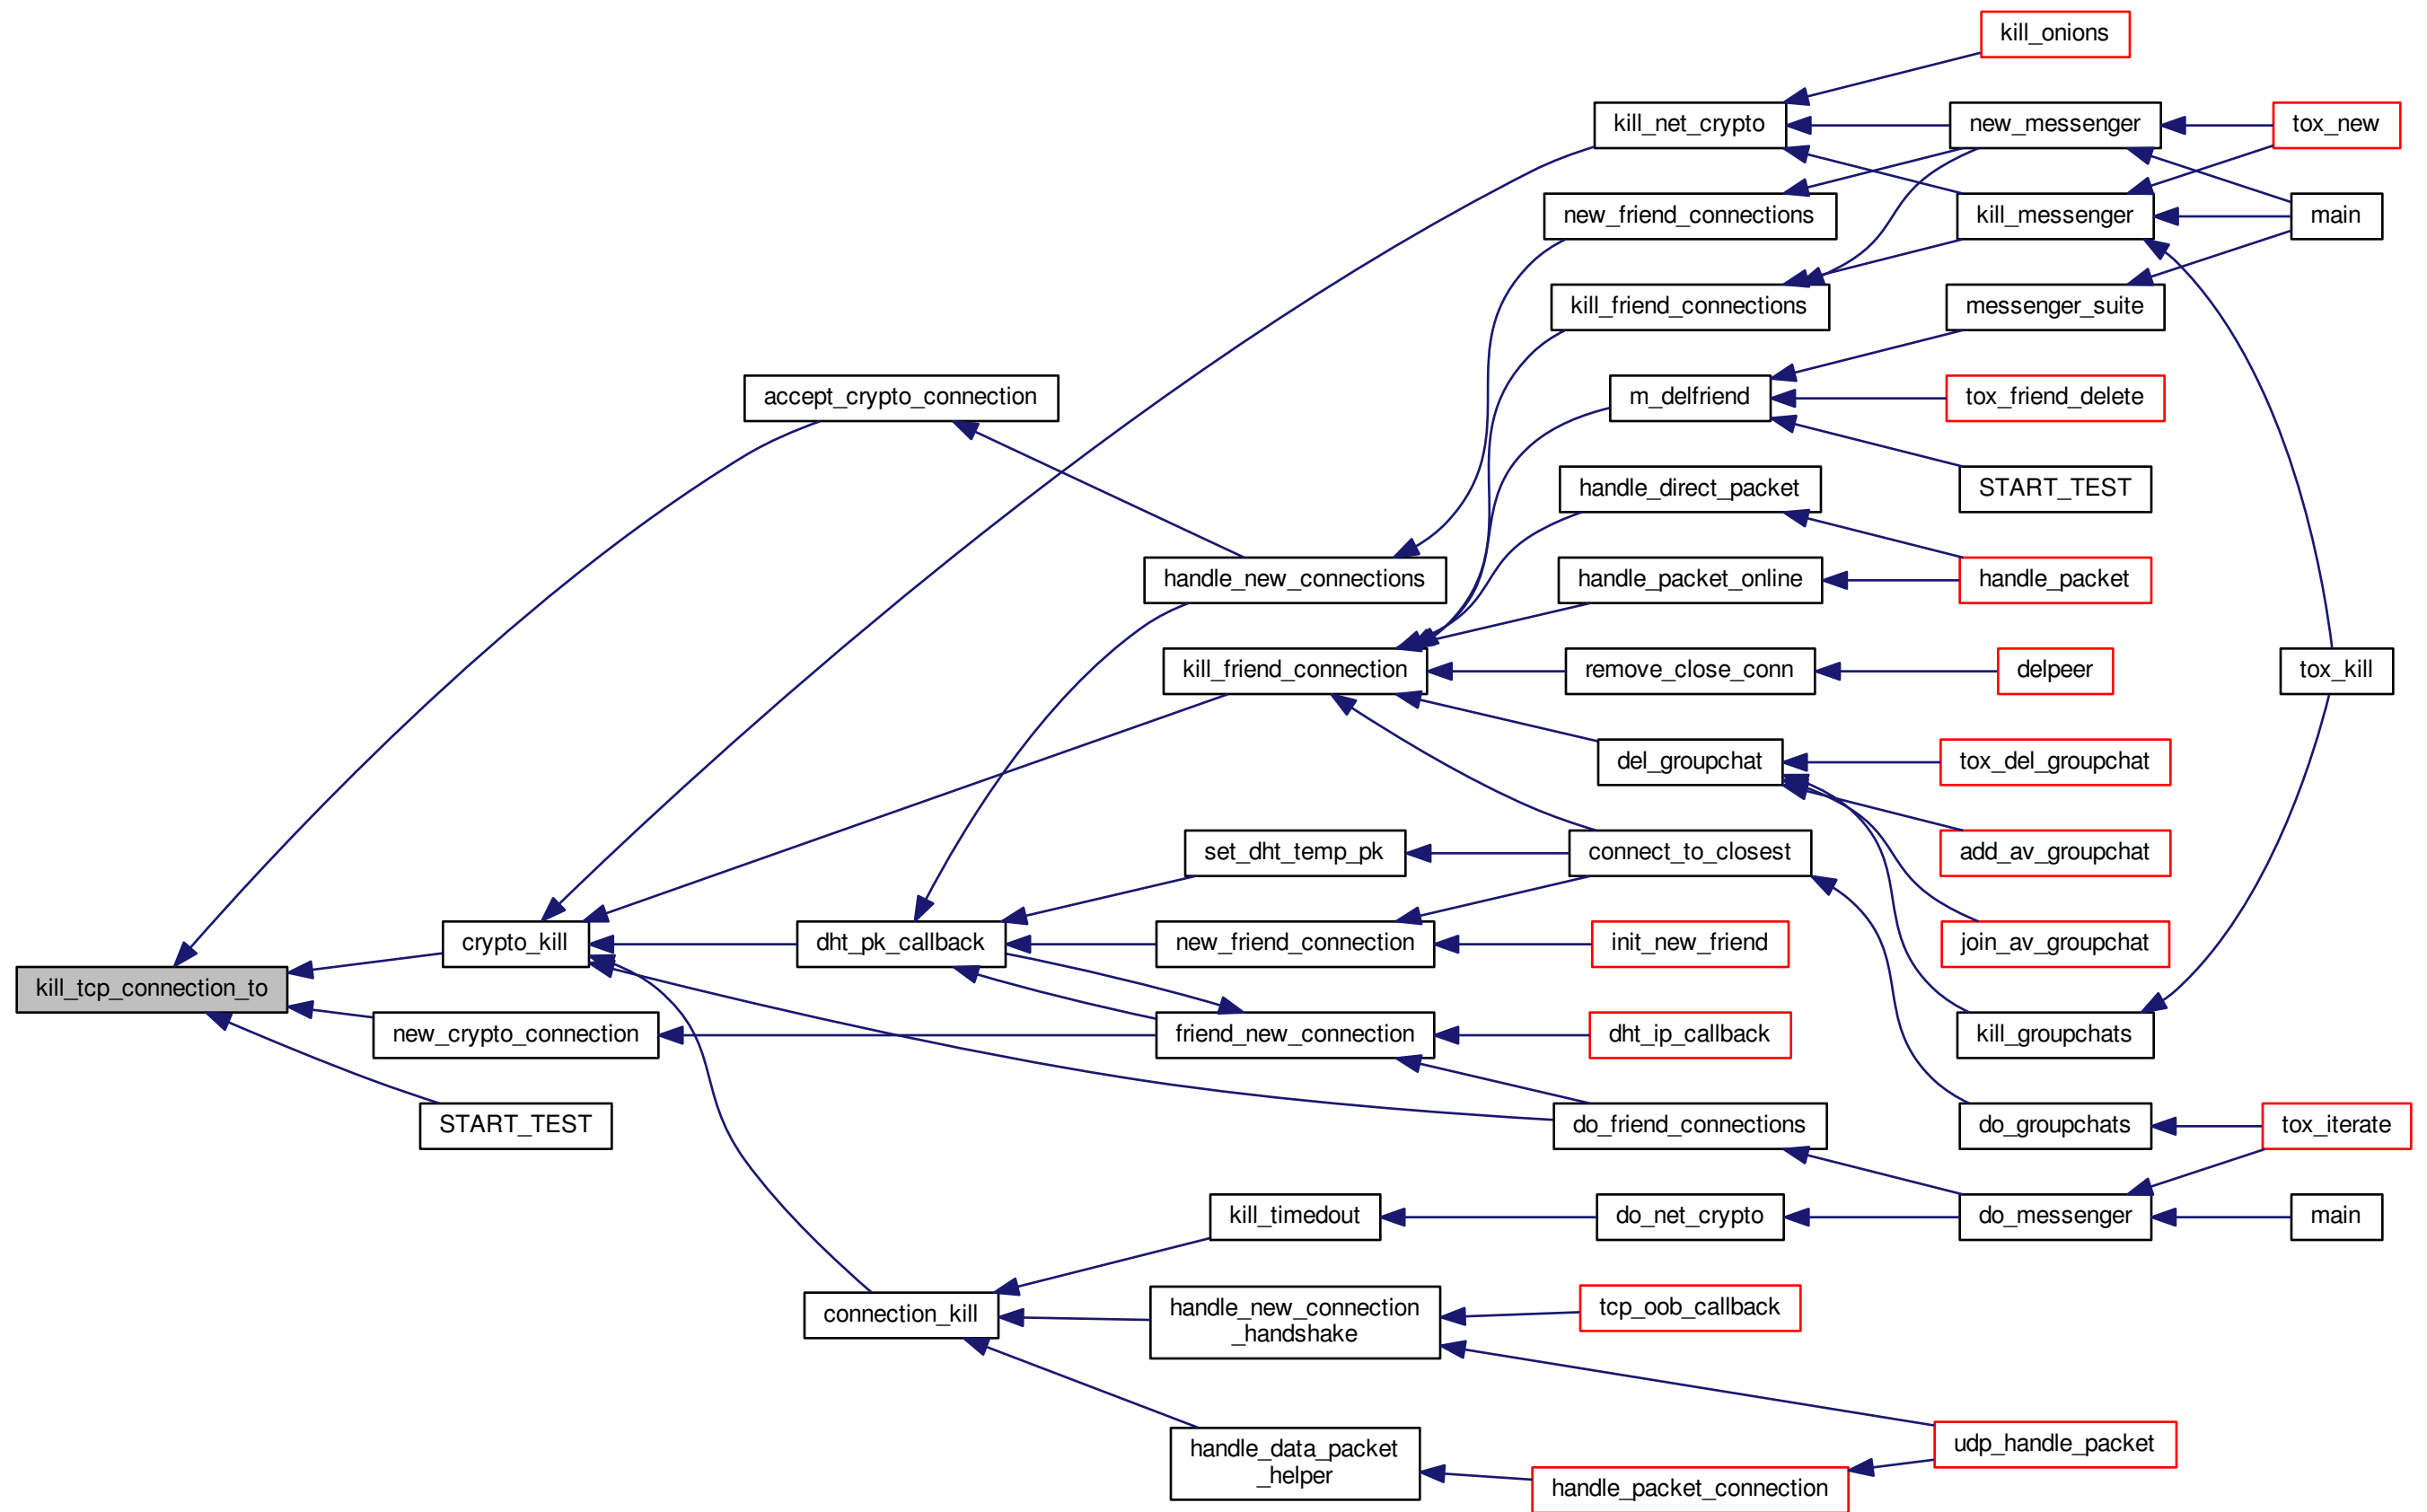 kill_onions
kill_net_crypto
new_messenger
tox_new
new_friend_connections
kill_messenger
main
kill_friend_connections
messenger_suite
accept_crypto_connection
m_delfriend
tox_friend_delete
handle_direct_packet
START_TEST
handle_new_connections
handle_packet_online
handle_packet
kill_friend_connection
remove_close_conn
delpeer
tox_kill
del_groupchat
tox_del_groupchat
set_dht_temp_pk
connect_to_closest
add_av_groupchat
crypto_kill
dht_pk_callback
new_friend_connection
init_new_friend
join_av_groupchat
kill_tcp_connection_to
new_crypto_connection
friend_new_connection
dht_ip_callback
kill_groupchats
START_TEST
do_friend_connections
do_groupchats
tox_iterate
kill_timedout
do_net_crypto
do_messenger
main
connection_kill
handle_new_connection
_handshake
tcp_oob_callback
handle_data_packet
_helper
udp_handle_packet
handle_packet_connection